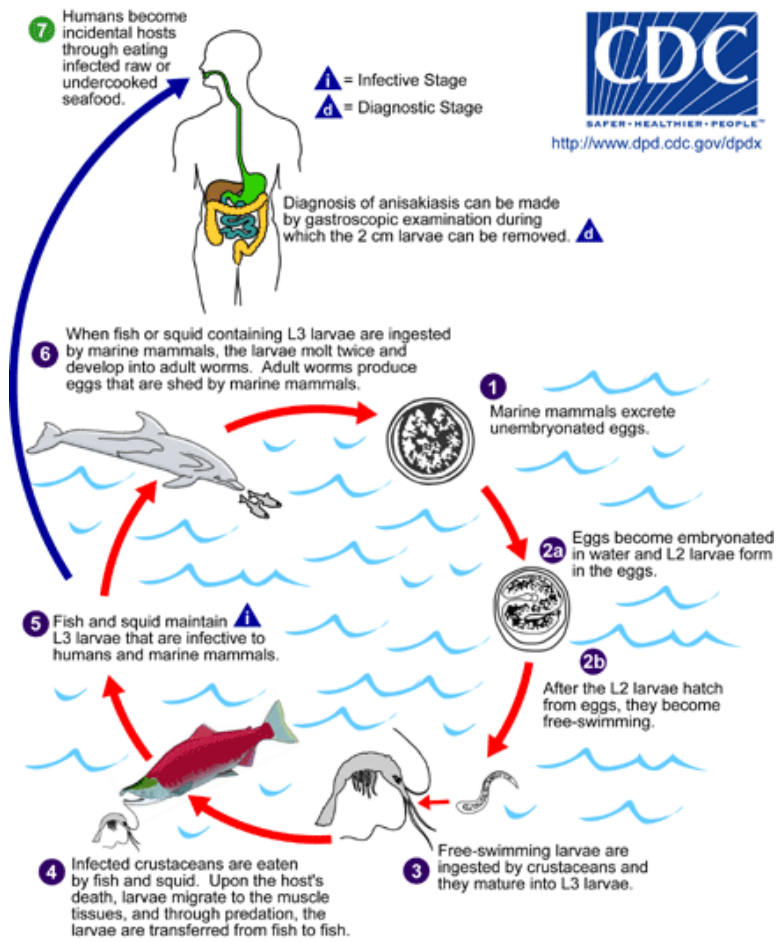 7
Humans become
incidental hosts
through eating
infected raw or
undercooked
seafood.
i = Infective Stage
d = Diagnostic Stage
CDC
SAFER•HEALTHIER•PEOPLE™
http://www.dpd.cdc.gov/dpdx
Diagnosis of anisakiasis can be made
by gastroscopic examination during
which the 2 cm larvae can be removed. d
6
When fish or squid containing L3 larvae are ingested
by marine mammals, the larvae molt twice and
develop into adult worms. Adult worms produce
eggs that are shed by marine mammals.
1
Marine mammals excrete
unembryonated eggs.
2a
Eggs become embryonated
in water and L2 larvae form
in the eggs.
2b
After the L2 larvae hatch
from eggs, they become
free-swimming.
3
Free-swimming larvae are
ingested by crustaceans and
they mature into L3 larvae.
4
Infected crustaceans are eaten
by fish and squid. Upon the host's
death, larvae migrate to the muscle
tissues, and through predation, the
larvae are transferred from fish to fish.
5
Fish and squid maintain i
L3 larvae that are infective to
humans and marine mammals.